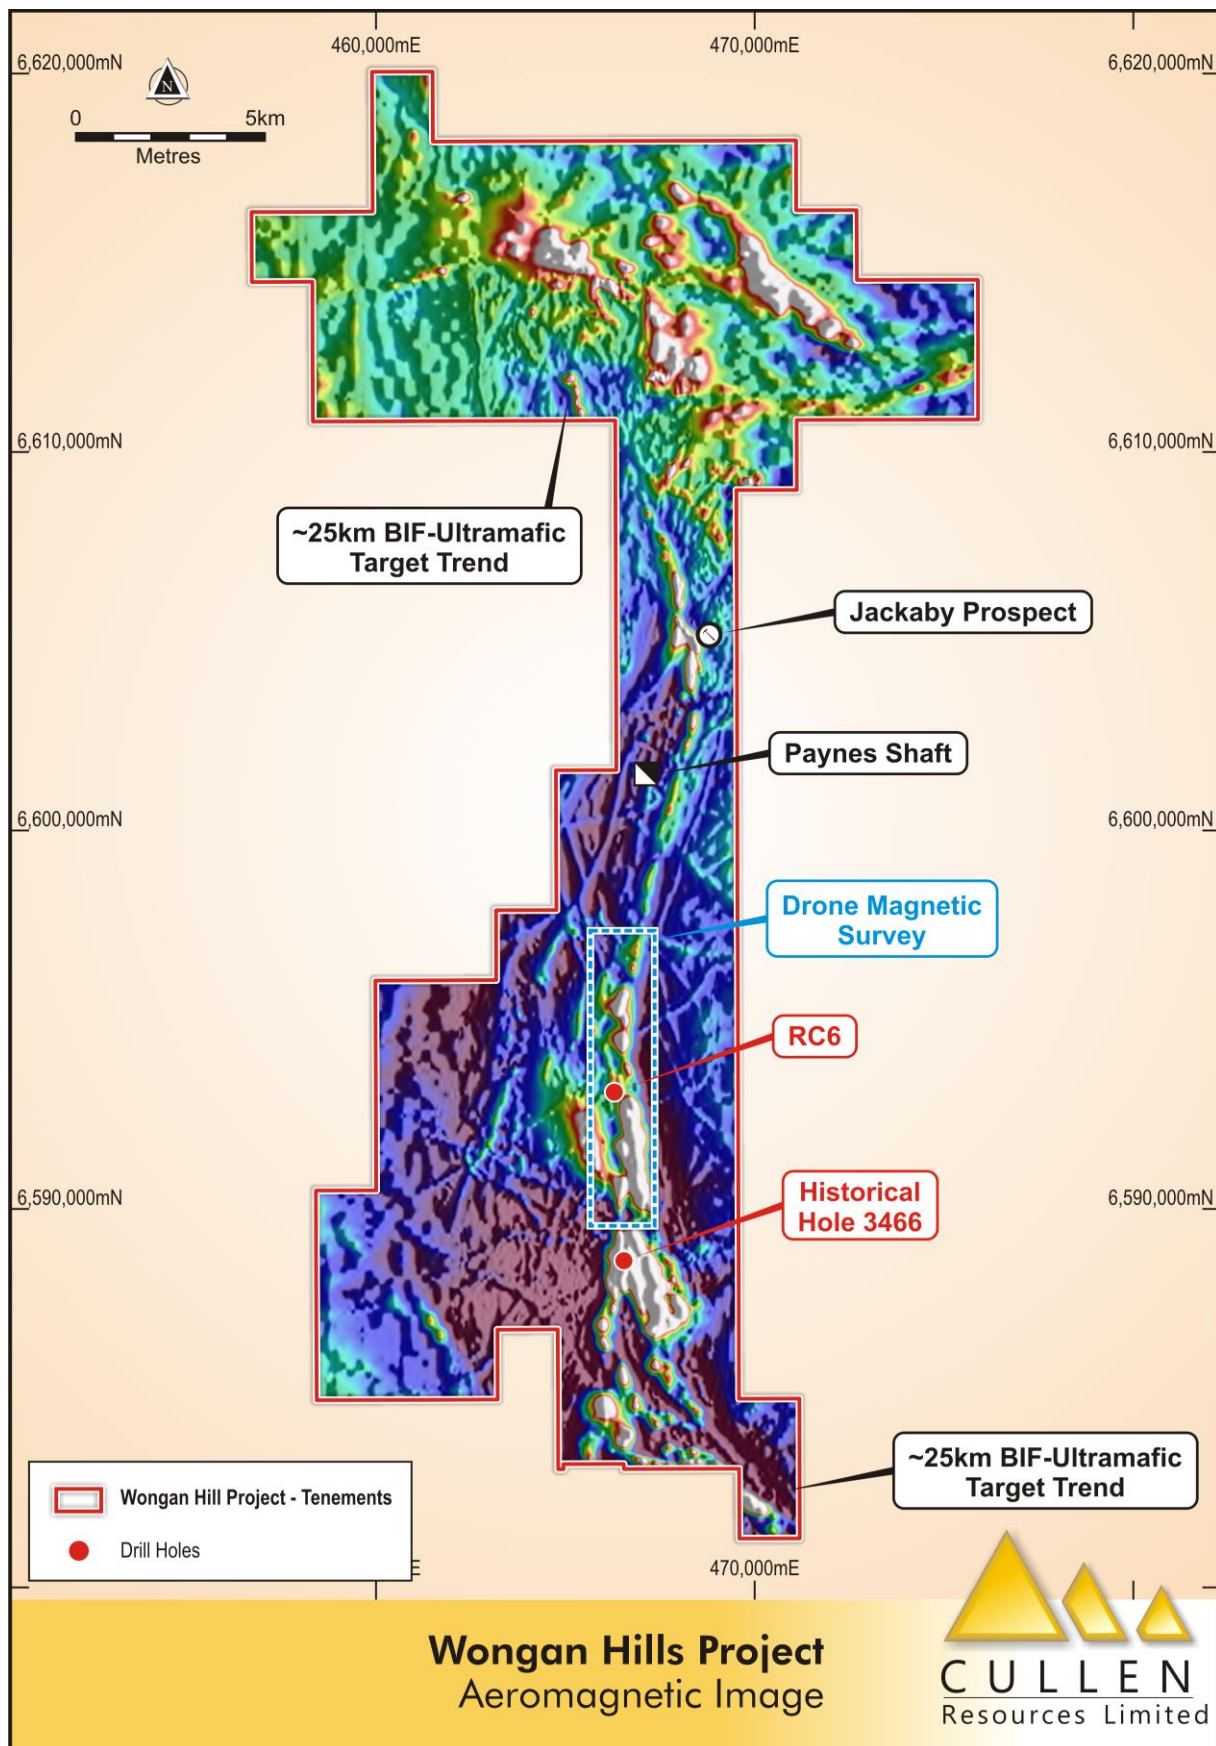 460,000mE
470,000mE
6,620,000mN
6,620,000mN
N
0
5km
Metres
6,610,000mN
6,610,000mN
~25km BIF-Ultramafic
Target Trend
Jackaby Prospect
Paynes Shaft
6,600,000mN
6,600,000mN
Drone Magnetic
Survey
RC6
6,590,000mN
6,590,000mN
Historical
Hole 3466
~25km BIF-Ultramafic
Target Trend
Wongan Hill Project - Tenements
Drill Holes
E
470,000mE
Wongan Hills Project
Aeromagnetic Image
CULLEN
Resources Limited